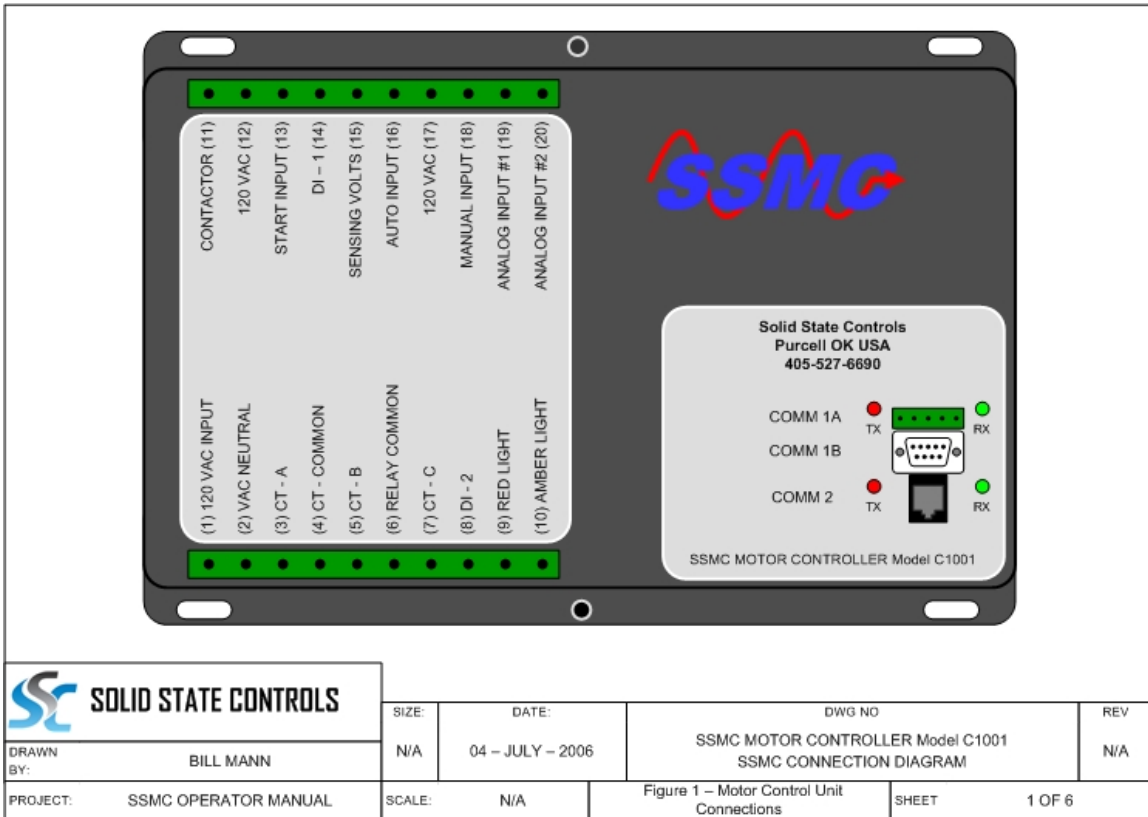 CONTACTOR (11)
120 VAC (12)
START INPUT (13)
DI – 1 (14)
SENSING VOLTS (15)
AUTO INPUT (16)
120 VAC (17)
MANUAL INPUT (18)
ANALOG INPUT #1 (19)
ANALOG INPUT #2 (20)
(1) 120 VAC INPUT
(2) VAC NEUTRAL
(3) CT - A
(4) CT - COMMON
(5) CT - B
(6) RELAY COMMON
(7) CT - C
(8) DI - 2
(9) RED LIGHT
(10) AMBER LIGHT
SSMC
Solid State Controls
Purcell OK USA
405-527-6690
COMM 1A
TX
RX
COMM 1B
COMM 2
TX
RX
SSMC MOTOR CONTROLLER Model C1001
SC SOLID STATE CONTROLS
DRAWN
BY:
BILL MANN
SIZE:
N/A
DATE:
04 – JULY – 2006
DWG NO
SSMC MOTOR CONTROLLER Model C1001
SSMC CONNECTION DIAGRAM
REV
N/A
PROJECT:
SSMC OPERATOR MANUAL
SCALE:
N/A
Figure 1 – Motor Control Unit
Connections
SHEET
1 OF 6